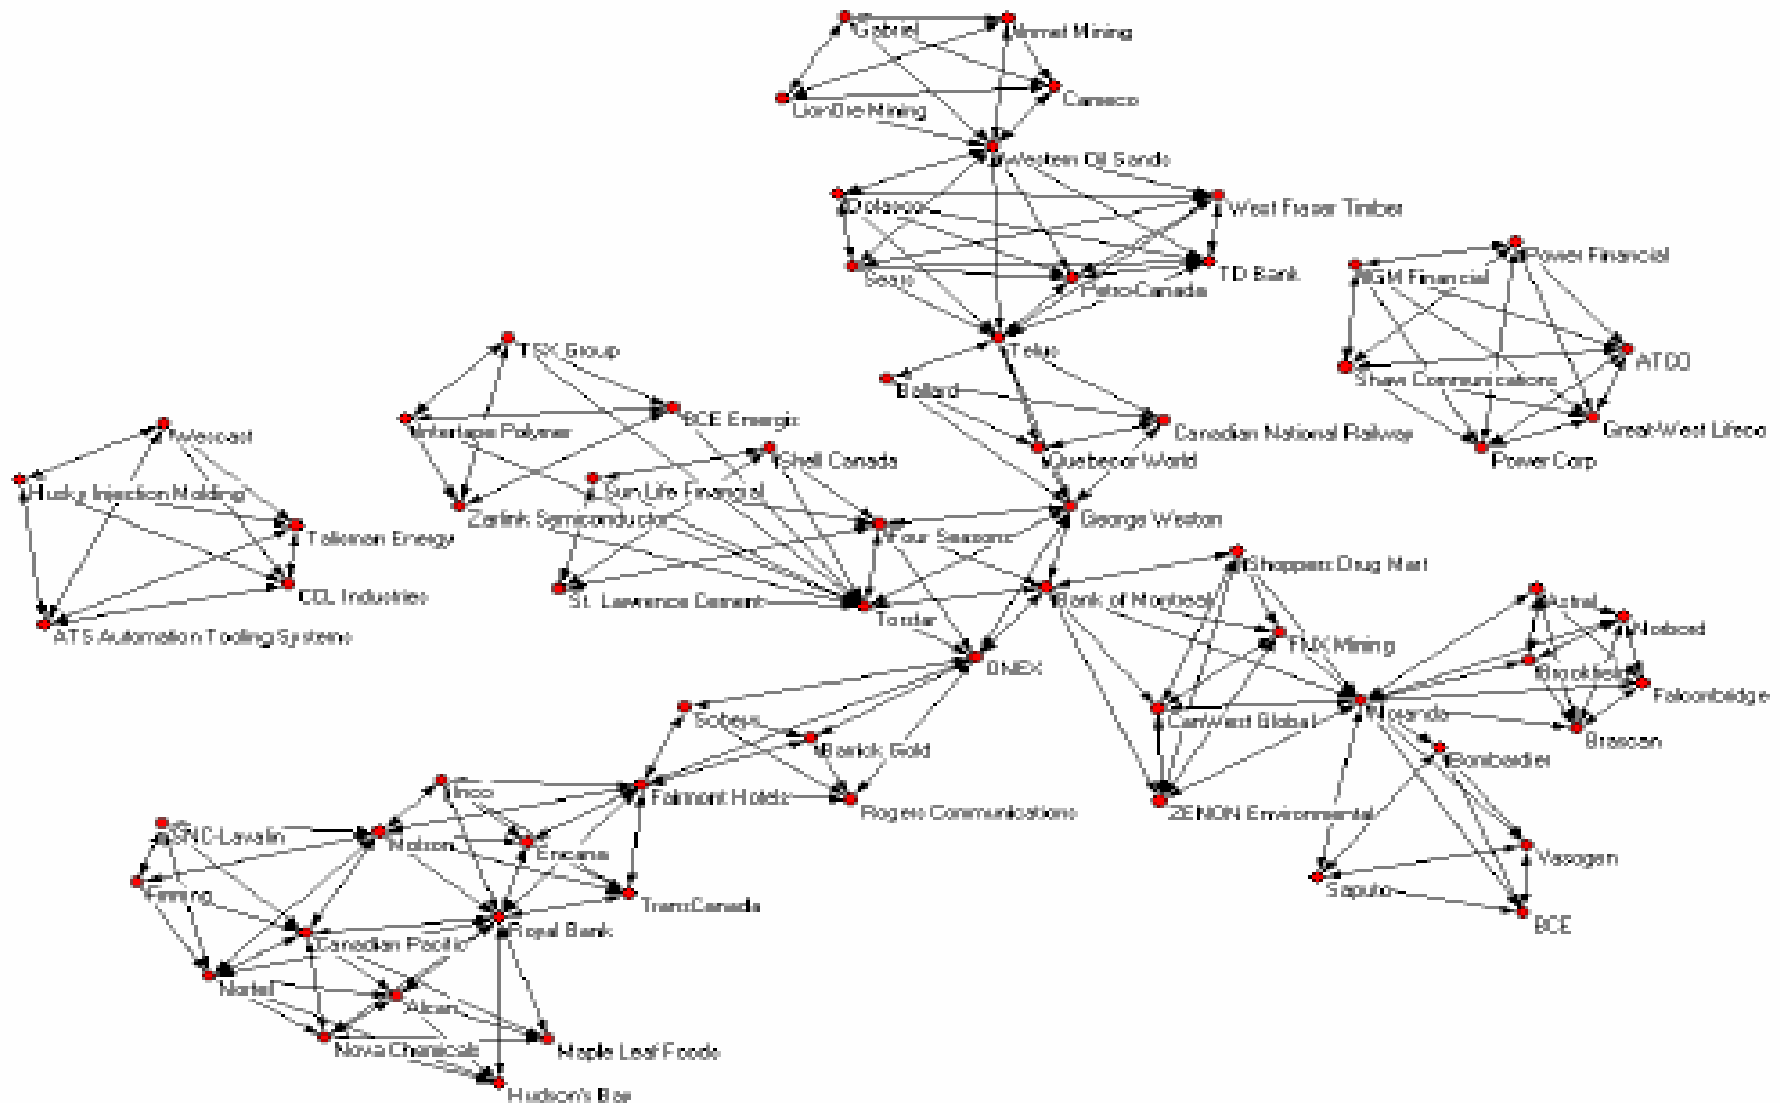 Gabriel
Inmet Mining
Cameco
LionOre Mining
Western Oil Sands
Dofasco
West Fraser Timber
Sears
Petro-Canada
TD Bank
Power Financial
IGM Financial
ATCO
Shaw Communications
Great-West Lifeco
Power Corp
TSX Group
Telus
Ballard
BCE Emergis
Intertape Polymer
Canadian National Railway
Quebecor World
Wescast
Shell Canada
Husky Injection Molding
Sun Life Financial
Zarlink Semiconductor
George Weston
Talisman Energy
Four Seasons
Shoppers Drug Mart
CCL Industries
St. Lawrence Cement
Bank of Montreal
Astral
Torstar
Norbord
ATS Automation Tooling Systems
FNX Mining
ONEX
Falconbridge
Sobeys
CanWest Global
Noranda
Brascan
Barrick Gold
Bombardier
Inco
Fairmont Hotels
Rogers Communications
ZENON Environmental
SNC-Lavalin
Molson
Encana
Vasogen
Finning
Saputo
TransCanada
BCE
Royal Bank
Canadian Pacific
Nortel
Alcan
Nova Chemicals
Maple Leaf Foods
Hudson's Bay